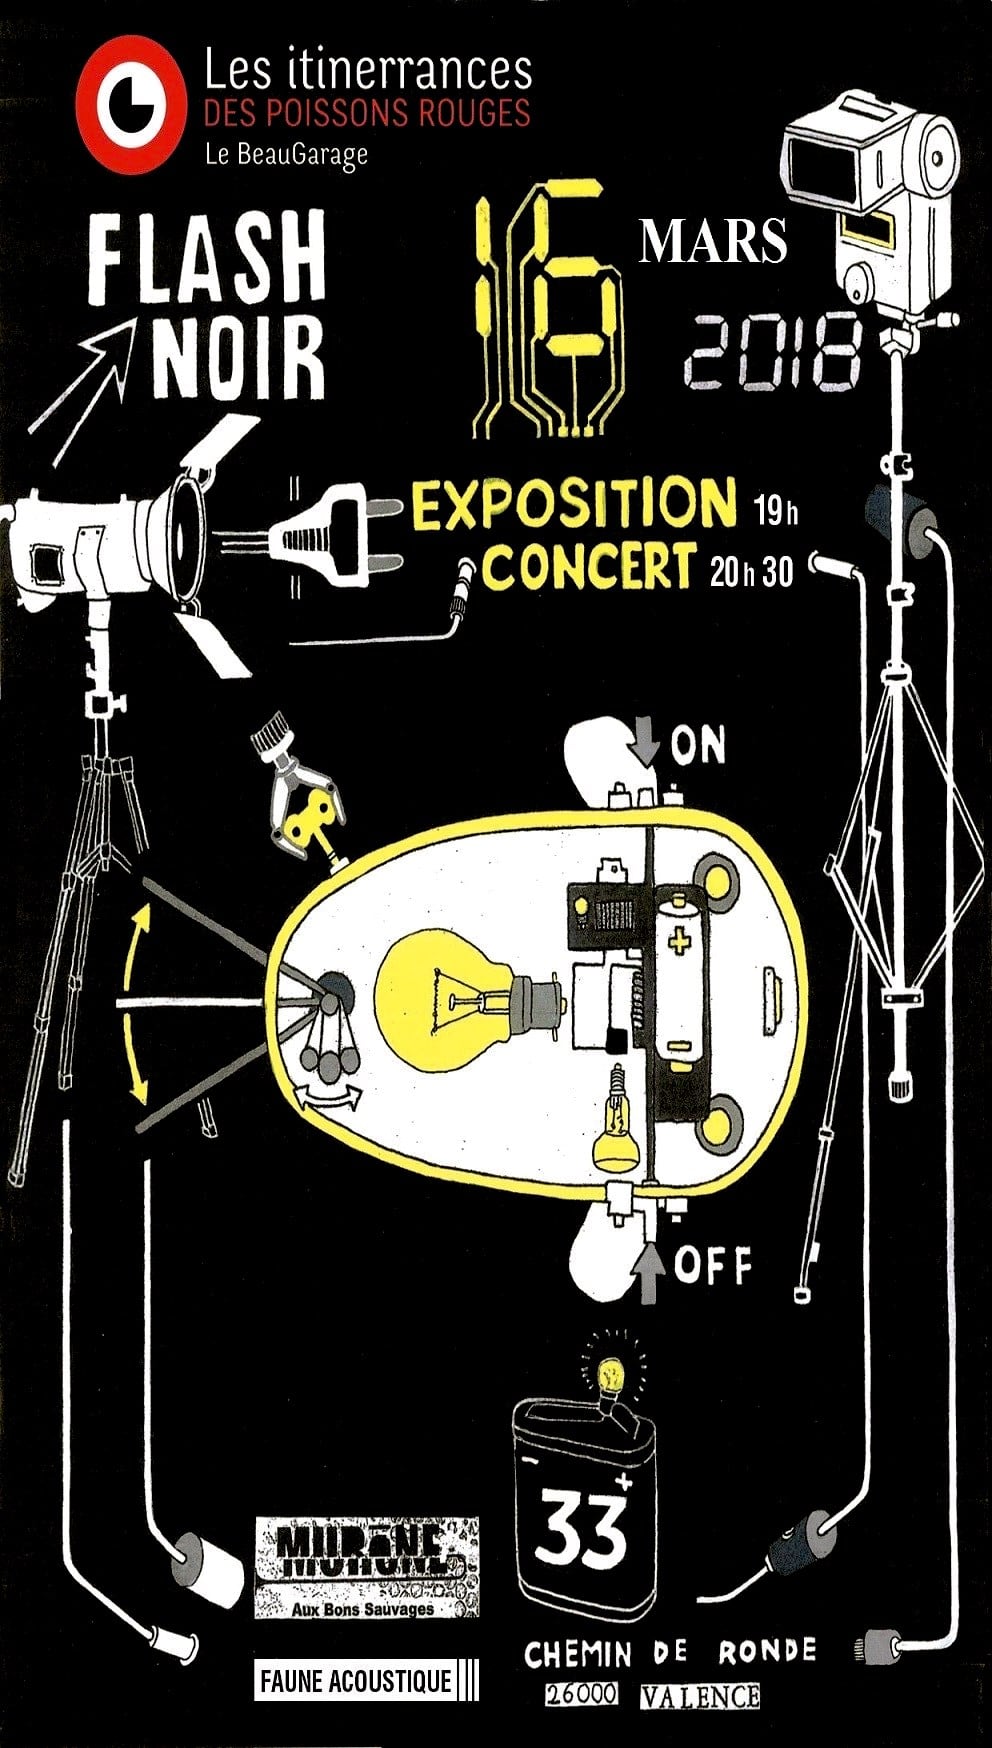 Les itinerrances
DES POISSONS ROUGES
Le BeauGarage
FLASH
NOIR
16
MARS
2018
EXPOSITION 19h
CONCERT 20h30
ON
+
-
OFF
- +
33
MURÈNE
Aux Bons Sauvages
FAUNE ACOUSTIQUE
CHEMIN DE RONDE
26000 VALENCE